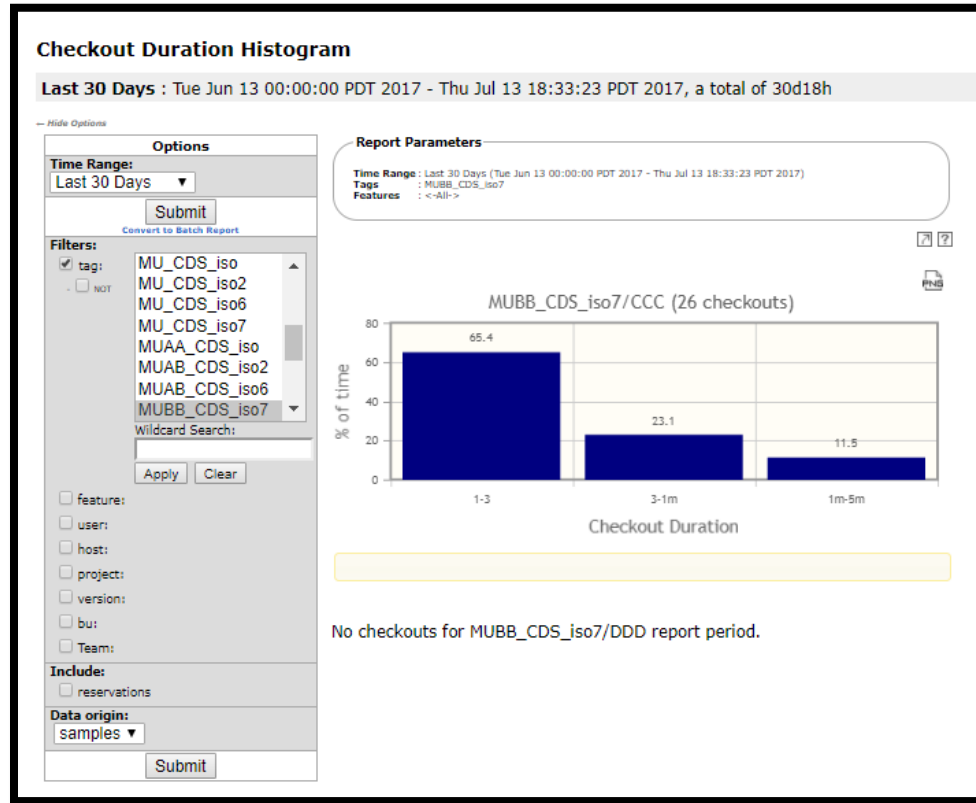 Checkout Duration Histogram
Last 30 Days : Tue Jun 13 00:00:00 PDT 2017 - Thu Jul 13 18:33:23 PDT 2017, a total of 30d18h
← Hide Options
Options
Time Range:
Last 30 Days ▼
Submit
Convert to Batch Report
Filters:
tag:
- NOT
MU_CDS_iso
MU_CDS_iso2
MU_CDS_iso6
MU_CDS_iso7
MUAA_CDS_iso
MUAB_CDS_iso2
MUAB_CDS_iso6
MUBB_CDS_iso7
Wildcard Search:
Apply Clear
feature:
user:
host:
project:
version:
bu:
Team:
Include:
reservations
Data origin:
samples ▼
Submit
Report Parameters
Time Range : Last 30 Days (Tue Jun 13 00:00:00 PDT 2017 - Thu Jul 13 18:33:23 PDT 2017)
Tags : MUBB_CDS_iso7
Features : <-All->
?
PNG
MUBB_CDS_iso7/CCC (26 checkouts)
% of time
80
60
40
20
0
65.4
23.1
11.5
1-3 3-1m 1m-5m
Checkout Duration
No checkouts for MUBB_CDS_iso7/DDD report period.